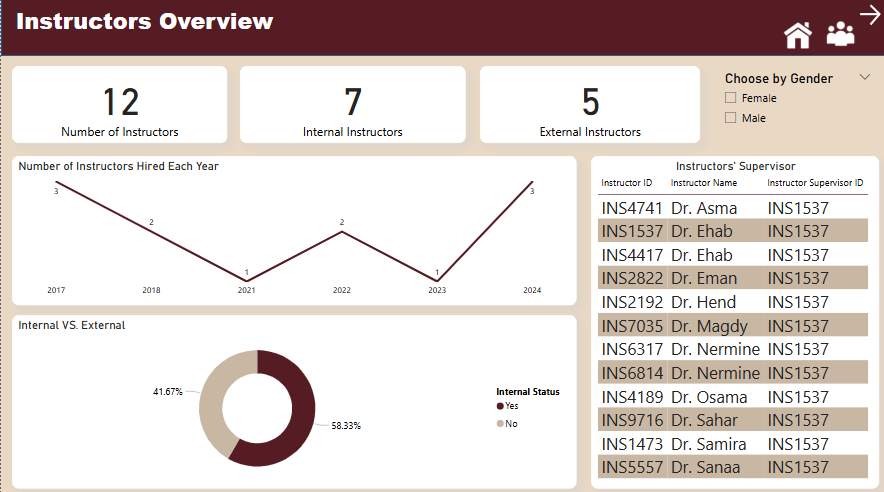 Instructors Overview
12
Number of Instructors
7
Internal Instructors
5
External Instructors
Choose by Gender
Female
Male
Number of Instructors Hired Each Year
3
2
1
2
1
3
2017 2018 2021 2022 2023 2024
Internal VS. External
41.67%
58.33%
Internal Status
Yes
No
Instructors' Supervisor
Instructor ID Instructor Name Instructor Supervisor ID
INS4741 Dr. Asma INS1537
INS1537 Dr. Ehab INS1537
INS4417 Dr. Ehab INS1537
INS2822 Dr. Eman INS1537
INS2192 Dr. Hend INS1537
INS7035 Dr. Magdy INS1537
INS6317 Dr. Nermine INS1537
INS6814 Dr. Nermine INS1537
INS4189 Dr. Osama INS1537
INS9716 Dr. Sahar INS1537
INS1473 Dr. Samira INS1537
INS5557 Dr. Sanaa INS1537